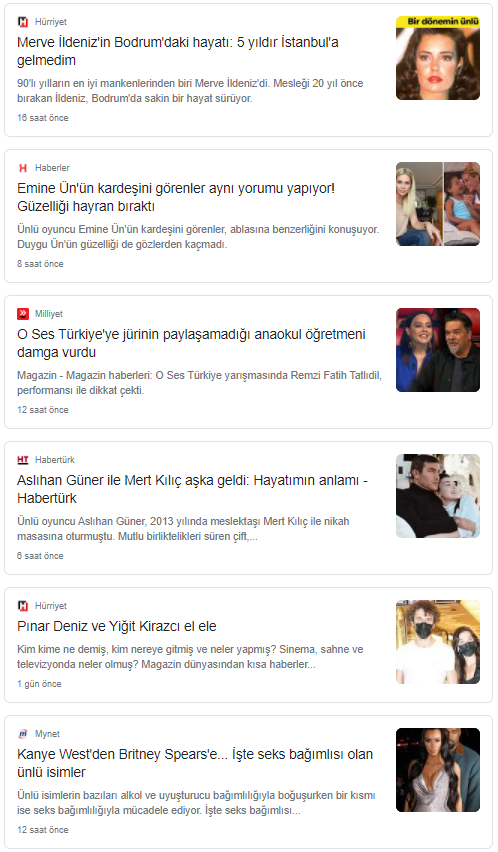 Hürriyet
Merve İldeniz'in Bodrum'daki hayatı: 5 yıldır İstanbul'a
gelmedim
90'lı yılların en iyi mankenlerinden biri Merve İldeniz'di. Mesleği 20 yıl önce
bırakan İldeniz, Bodrum'da sakin bir hayat sürüyor.
16 saat önce
Bir dönemin ünlü
Haberler
Emine Ün'ün kardeşini görenler aynı yorumu yapıyor!
Güzelliği hayran bıraktı
Ünlü oyuncu Emine Ün'ün kardeşini görenler, ablasına benzerliğini konuşuyor.
Duygu Ün'ün güzelliği de gözlerden kaçmadı.
8 saat önce
Milliyet
O Ses Türkiye'ye jürinin paylaşamadığı anaokul öğretmeni
damga vurdu
Magazin - Magazin haberleri: O Ses Türkiye yarışmasında Remzi Fatih Tatlıdil,
performansı ile dikkat çekti.
12 saat önce
HT Habertürk
Aslıhan Güner ile Mert Kılıç aşka geldi: Hayatımın anlamı -
Habertürk
Ünlü oyuncu Aslıhan Güner, 2013 yılında meslektaşı Mert Kılıç ile nikah
masasına oturmuştu. Mutlu birliktelikleri süren çift,...
6 saat önce
Hürriyet
Pınar Deniz ve Yiğit Kirazcı el ele
Kim kime ne demiş, kim nereye gitmiş ve neler yapmış? Sinema, sahne ve
televizyonda neler olmuş? Magazin dünyasından kısa haberler...
1 gün önce
Mynet
Kanye West'den Britney Spears'e... İşte seks bağımlısı olan
ünlü isimler
Ünlü isimlerin bazıları alkol ve uyuşturucu bağımlılığıyla boğuşurken bir kısmı
ise seks bağımlılığıyla mücadele ediyor. İşte seks bağımlısı...
12 saat önce